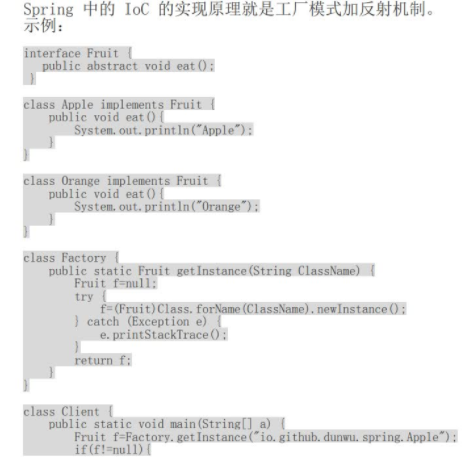 Spring 中的 IoC 的实现原理就是工厂模式加反射机制。
示例：
interface Fruit {
public abstract void eat();
}
class Apple implements Fruit {
public void eat(){
System.out.println("Apple");
}
}
class Orange implements Fruit {
public void eat(){
System.out.println("Orange");
}
}
class Factory {
public static Fruit getInstance(String ClassName) {
Fruit f=null;
try {
f=(Fruit)Class.forName(ClassName).newInstance();
} catch (Exception e) {
e.printStackTrace();
}
return f;
}
}
class Client {
public static void main(String[] a) {
Fruit f=Factory.getInstance("io.github.dunwu.spring.Apple");
if(f!=null){